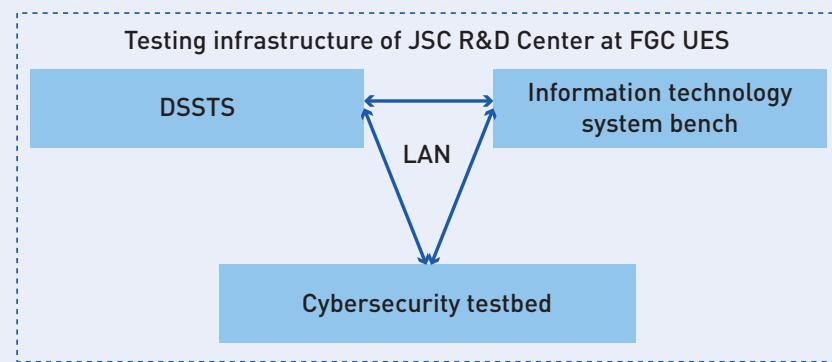 Testing infrastructure of JSC R&D Center at FGC UES
DSSTS
Information technology
system bench
LAN
Cybersecurity testbed